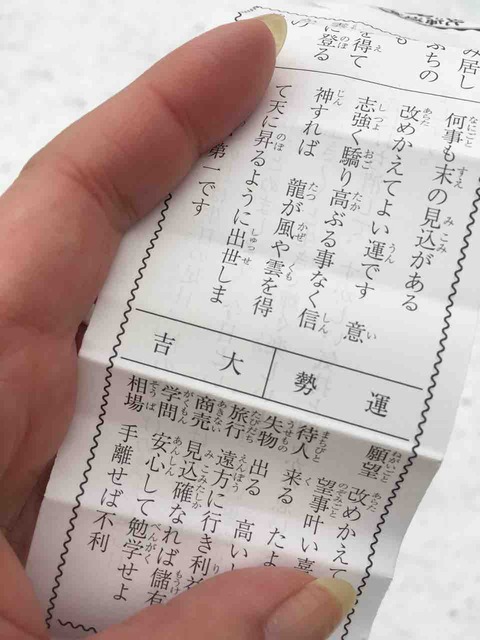 み居し
ぶちの
も
を得て
に登る
の
何事も末の見込がある
改めかえてよい運です 意
志強く驕り高ぶる事なく信
神すれば 龍が風や雲を得
て天に昇るように出世しま
第一です
運勢
大吉
願望 改めかえて
望事叶い喜
待人 来る たよ
失物 出る 高い
旅行 遠方に行き利
商売 見込確なれば儲有
学問 安心して勉学せよ
相場 手離せば不利